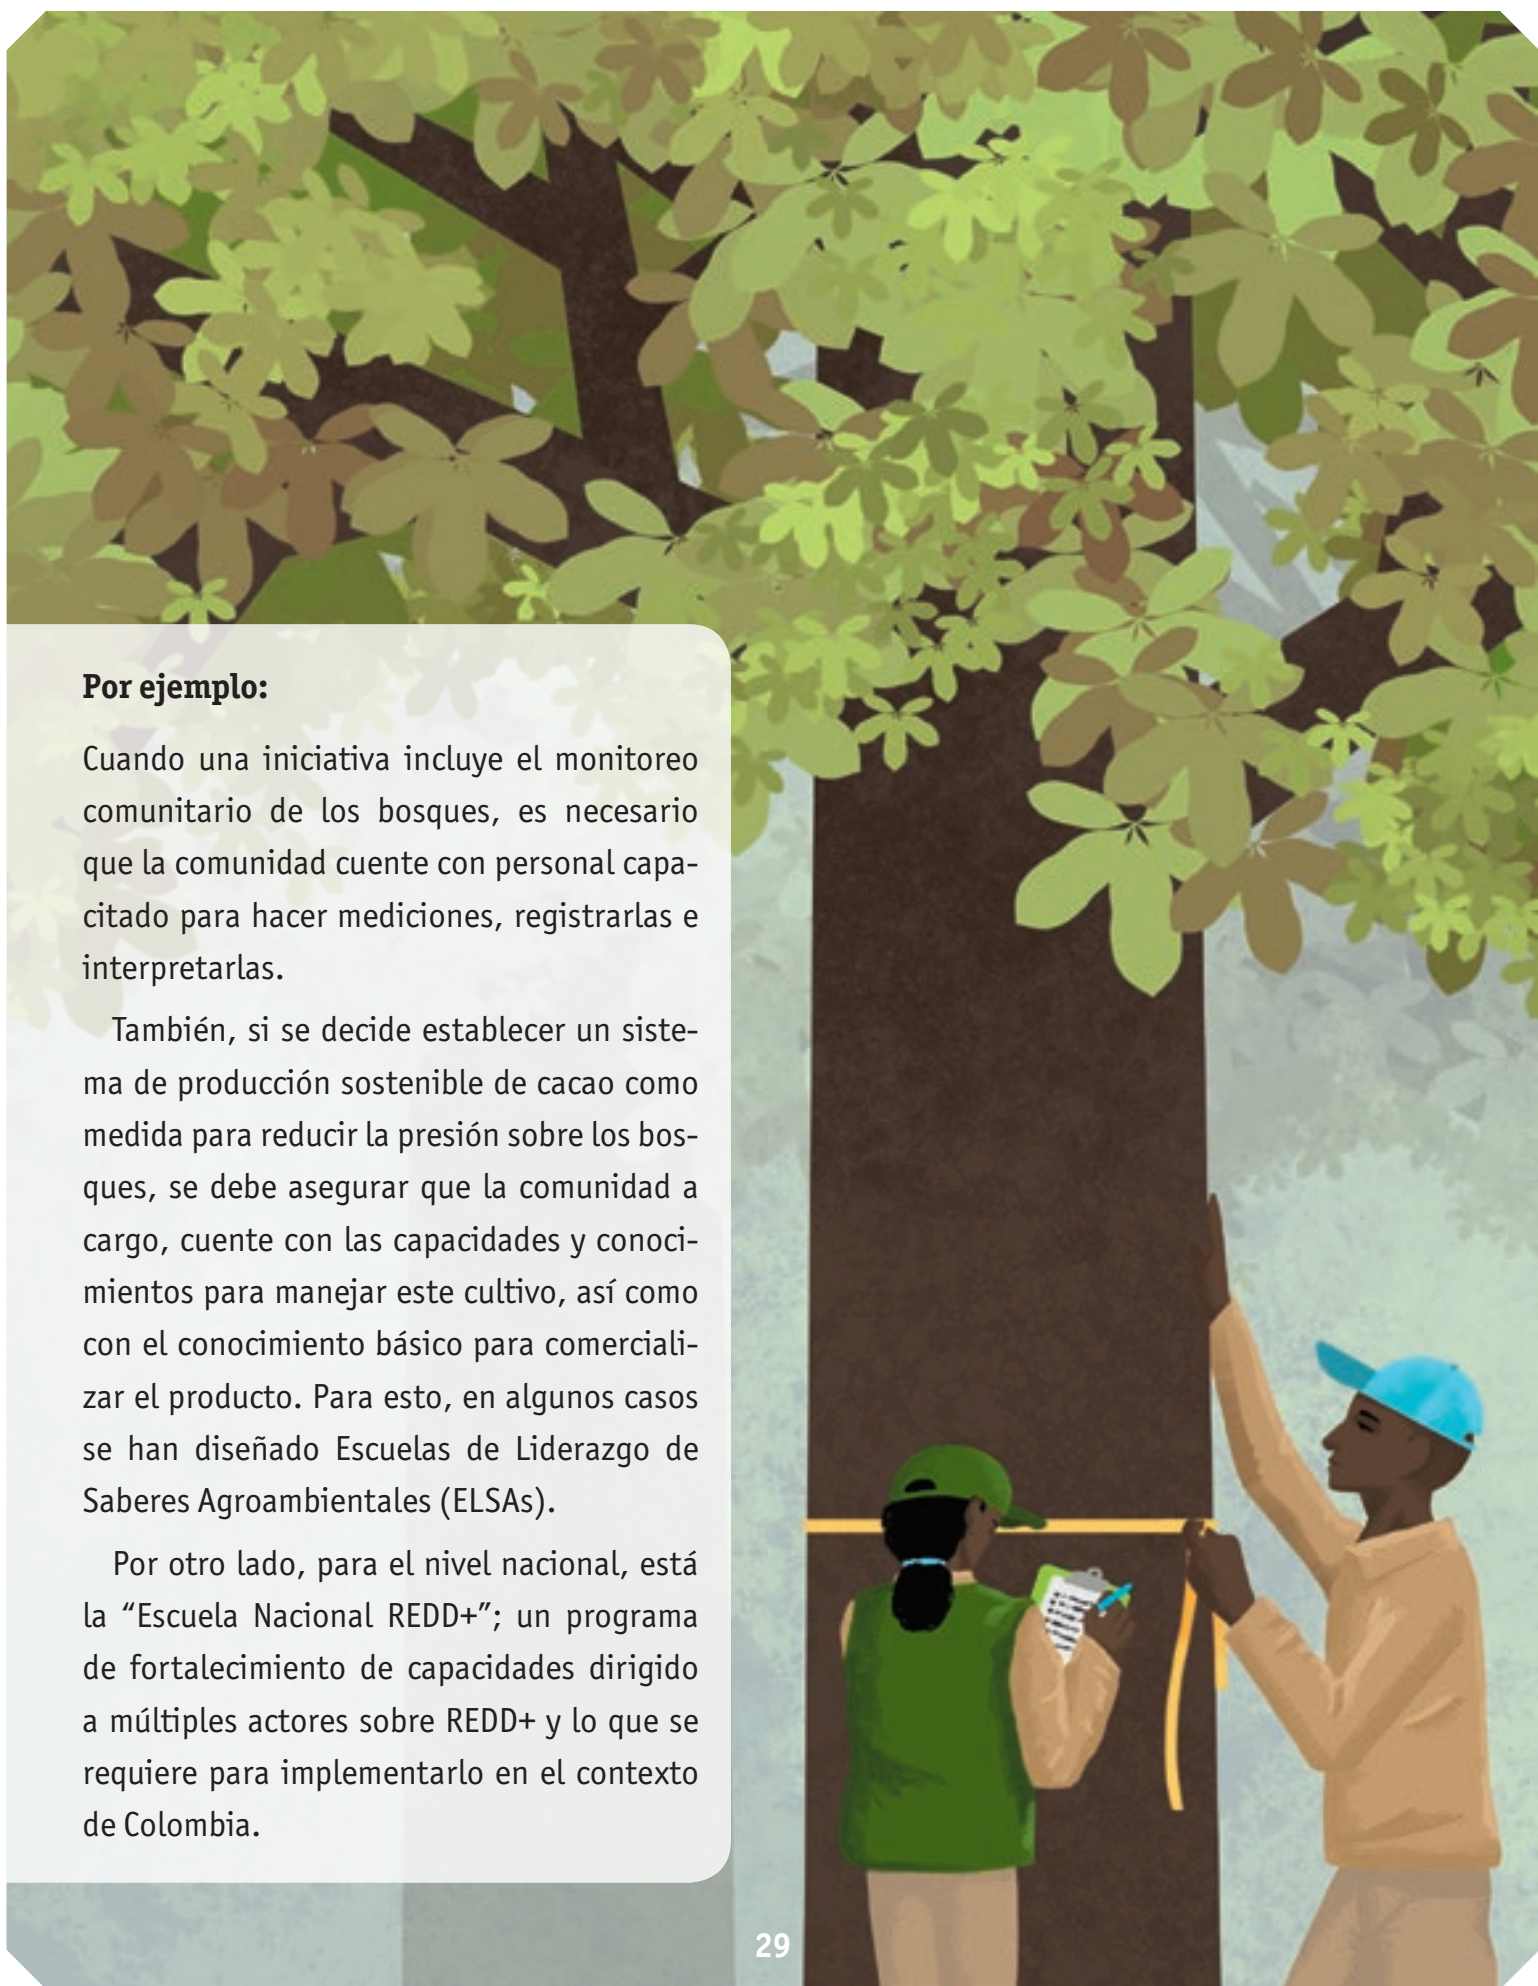 Por ejemplo:
Cuando una iniciativa incluye el monitoreo
comunitario de los bosques, es necesario
que la comunidad cuente con personal capa-
citado para hacer mediciones, registrarlas e
interpretarlas.
También, si se decide establecer un siste-
ma de producción sostenible de cacao como
medida para reducir la presión sobre los bos-
ques, se debe asegurar que la comunidad a
cargo, cuente con las capacidades y conoci-
mientos para manejar este cultivo, así como
con el conocimiento básico para comerciali-
zar el producto. Para esto, en algunos casos
se han diseñado Escuelas de Liderazgo de
Saberes Agroambientales (ELSAs).
Por otro lado, para el nivel nacional, está
la “Escuela Nacional REDD+”; un programa
de fortalecimiento de capacidades dirigido
a múltiples actores sobre REDD+ y lo que se
requiere para implementarlo en el contexto
de Colombia.
29